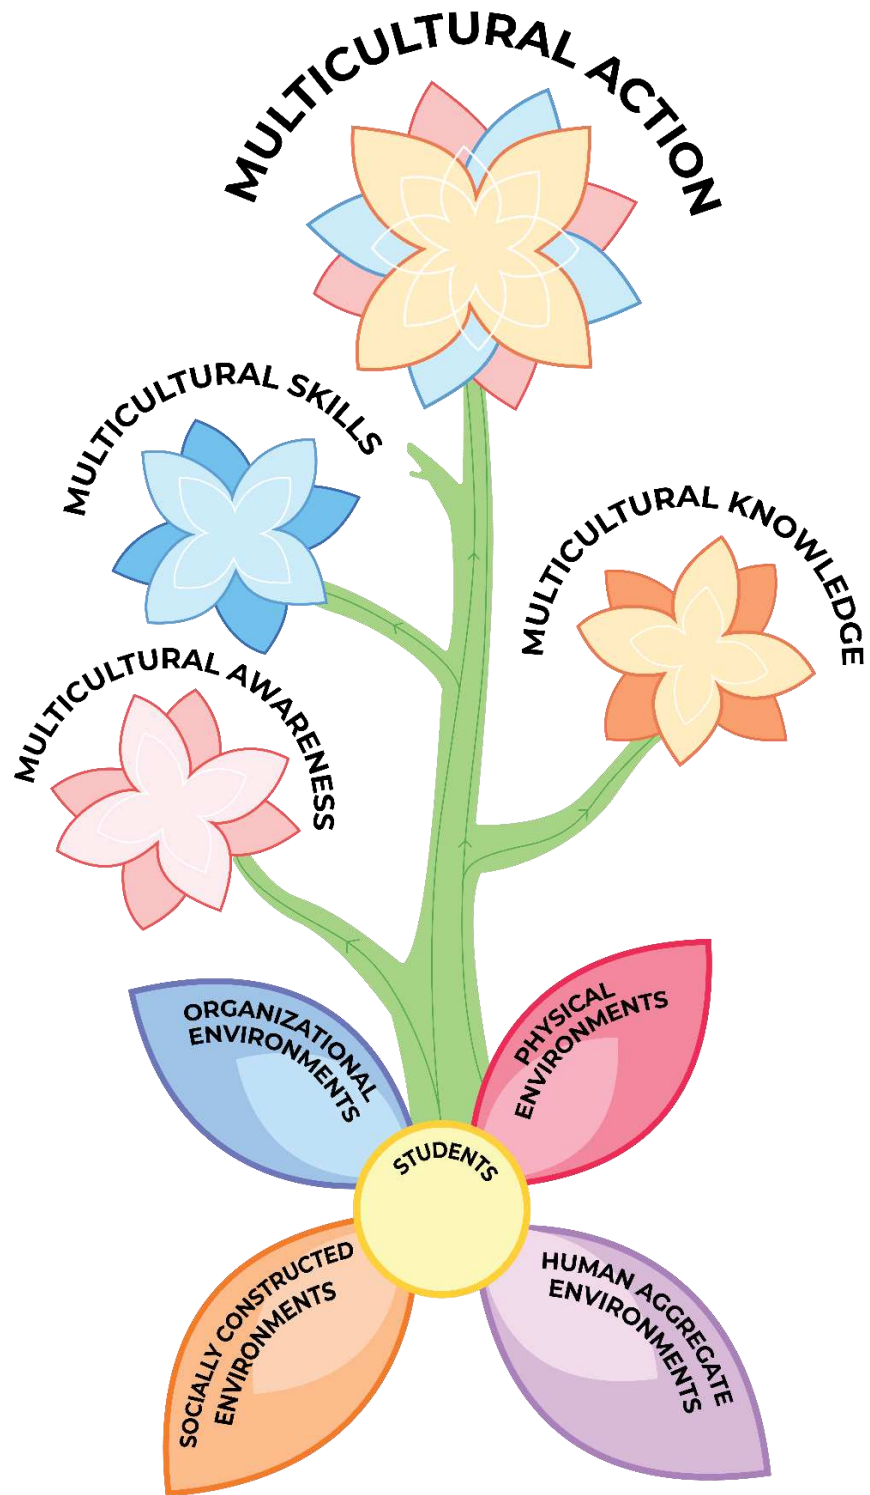 MULTICULTURAL ACTION
MULTICULTURAL SKILLS
MULTICULTURAL KNOWLEDGE
MULTICULTURAL AWARENESS
ORGANIZATIONAL
ENVIRONMENTS
PHYSICAL
ENVIRONMENTS
STUDENTS
SOCIALLY CONSTRUCTED
ENVIRONMENTS
HUMAN AGGREGATE
ENVIRONMENTS